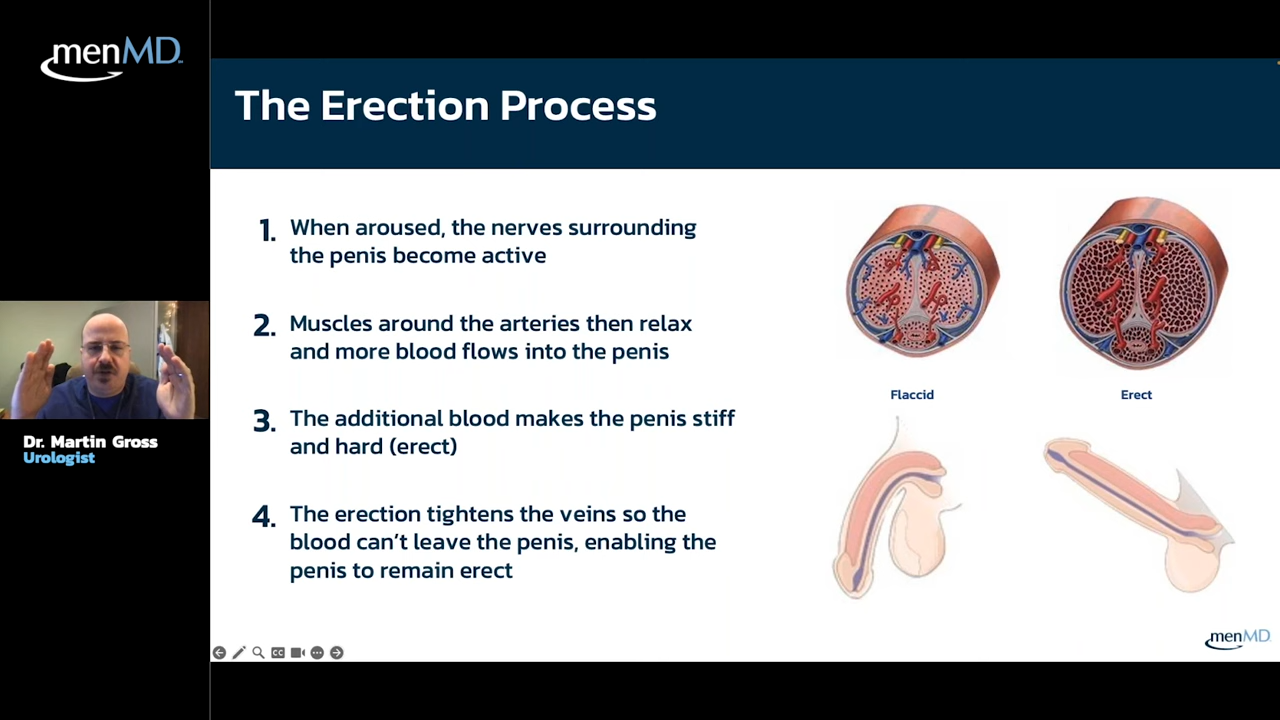 menMD™
The Erection Process
1. When aroused, the nerves surrounding
the penis become active
2. Muscles around the arteries then relax
and more blood flows into the penis
3. The additional blood makes the penis stiff
and hard (erect)
4. The erection tightens the veins so the
blood can’t leave the penis, enabling the
penis to remain erect
Flaccid
Erect
Dr. Martin Gross
Urologist
CC
menMD